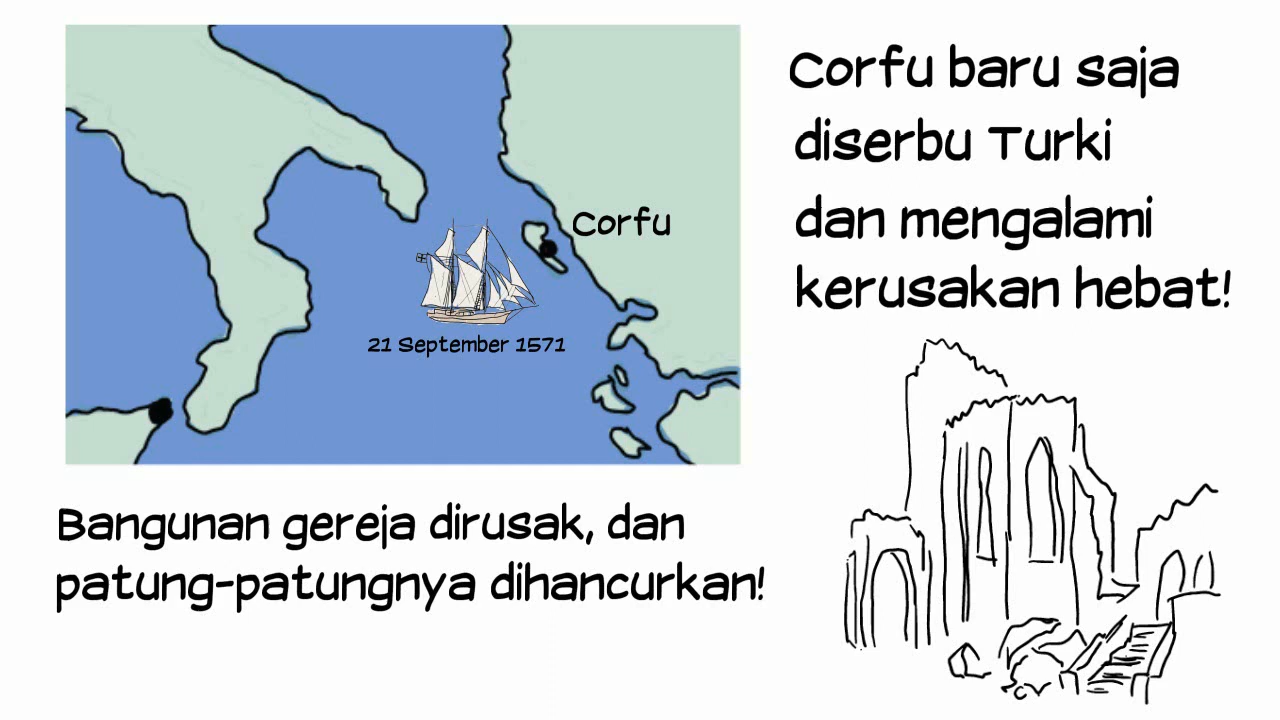 Corfu baru saja
diserbu Turki
dan mengalami
kerusakan hebat!
Corfu
21 September 1571
Bangunan gereja dirusak, dan
patung-patungnya dihancurkan!